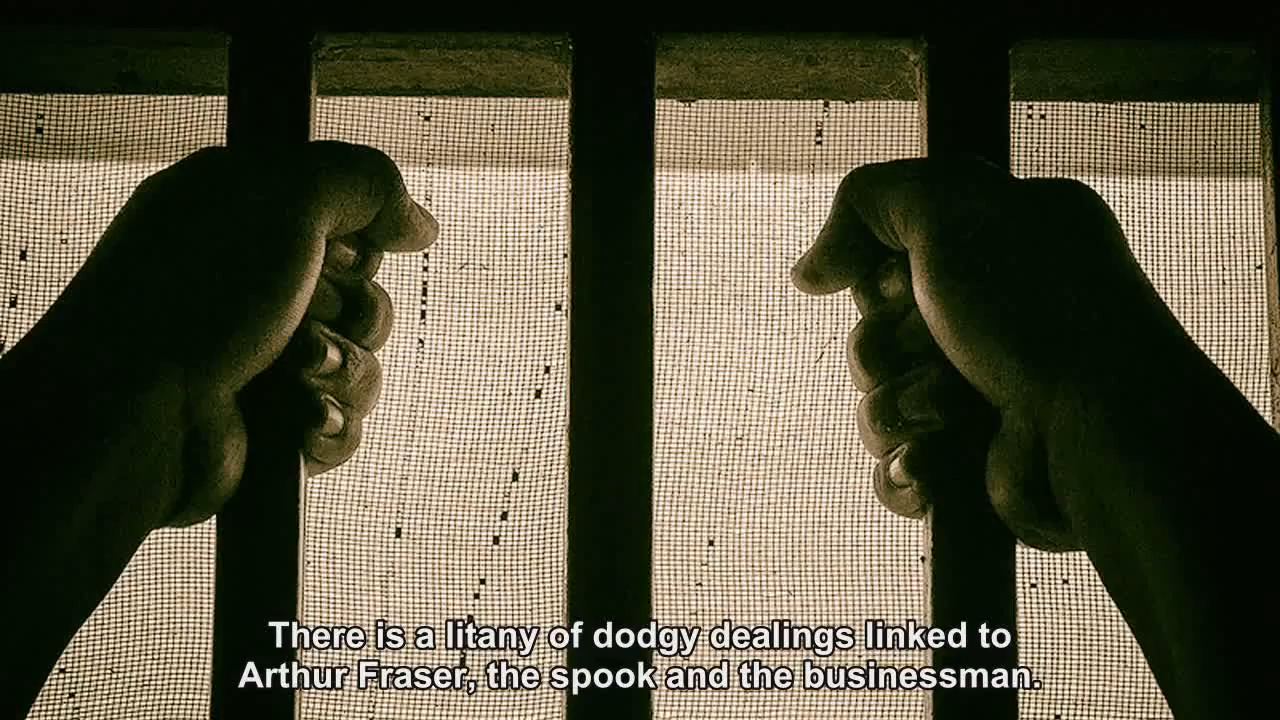 There is a litany of dodgy dealings linked to
Arthur Fraser, the spook and the businessman.